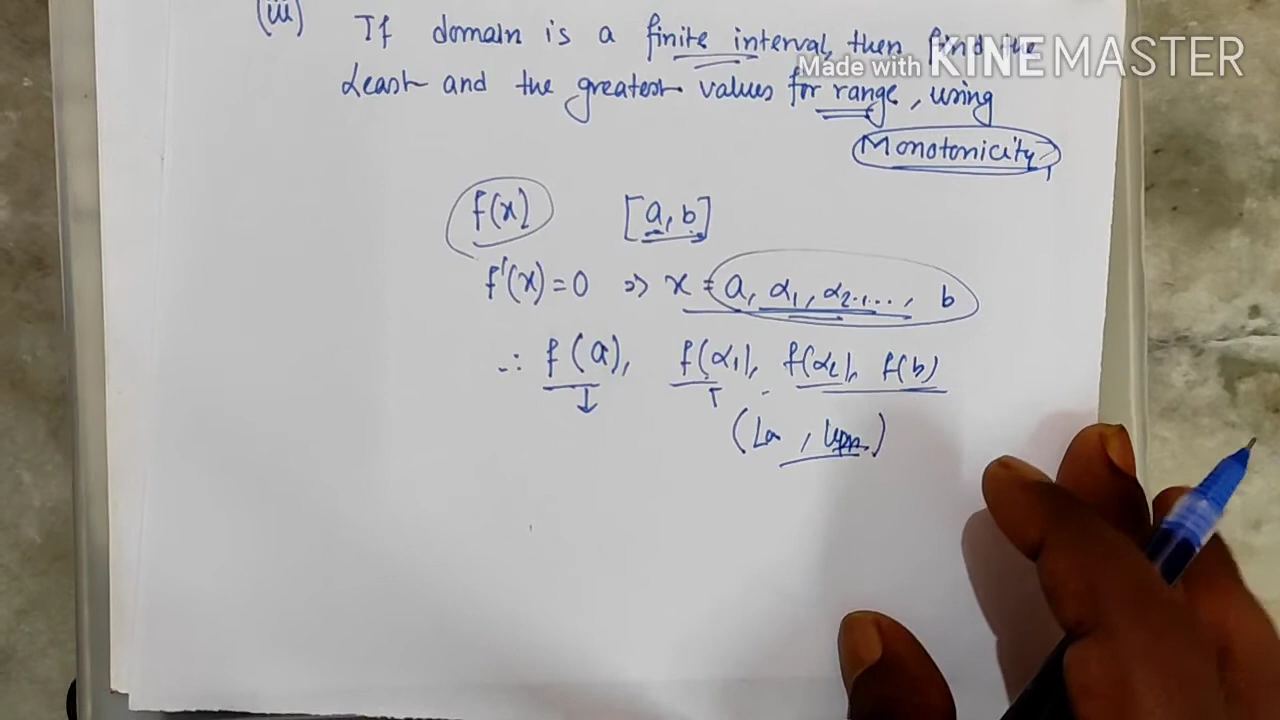 (iii) If domain is a finite interval, then find the
Made with KINEMASTER
Least and the greatest values for range, using
Monotonicity,
f(x) [a, b]
f'(x) = 0 ⇒ x = a, α1, α2...., b
∴ f(a), f(α1), f(α2), f(b)